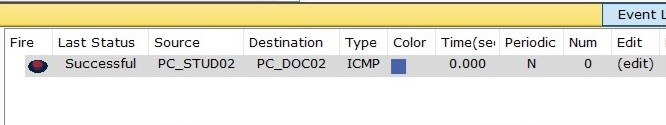 Event L
Fire Last Status Source Destination Type Color Time(sec Periodic Num Edit
Successful PC_STUD02 PC_DOC02 ICMP 0.000 N 0 (edit)